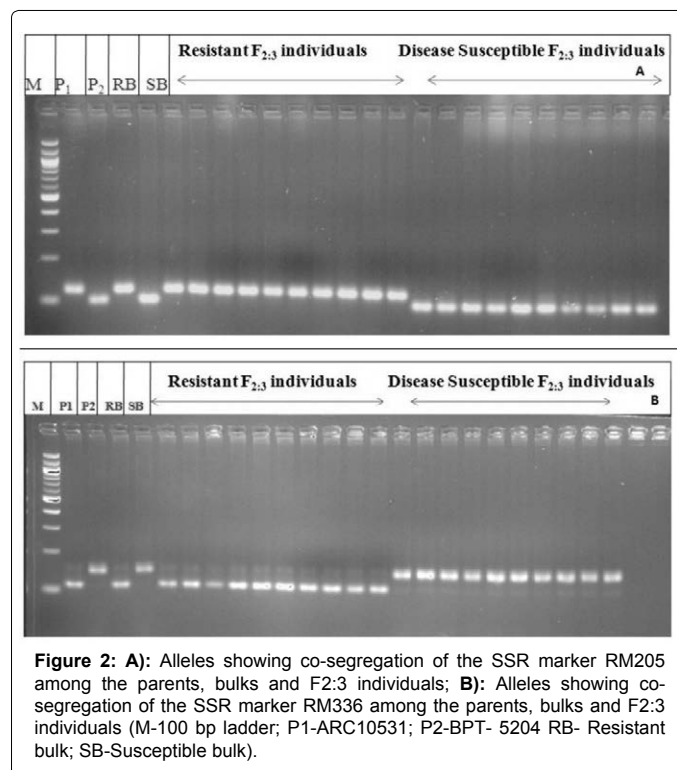 Resistant F2:3 individuals Disease Susceptible F2:3 individuals
A
M P1 P2 RB SB
Resistant F2:3 individuals Disease Susceptible F2:3 individuals
M P1 P2 RB SB B
Figure 2: A): Alleles showing co-segregation of the SSR marker RM205
among the parents, bulks and F2:3 individuals; B): Alleles showing co-
segregation of the SSR marker RM336 among the parents, bulks and F2:3
individuals (M-100 bp ladder; P1-ARC10531; P2-BPT- 5204 RB- Resistant
bulk; SB-Susceptible bulk).